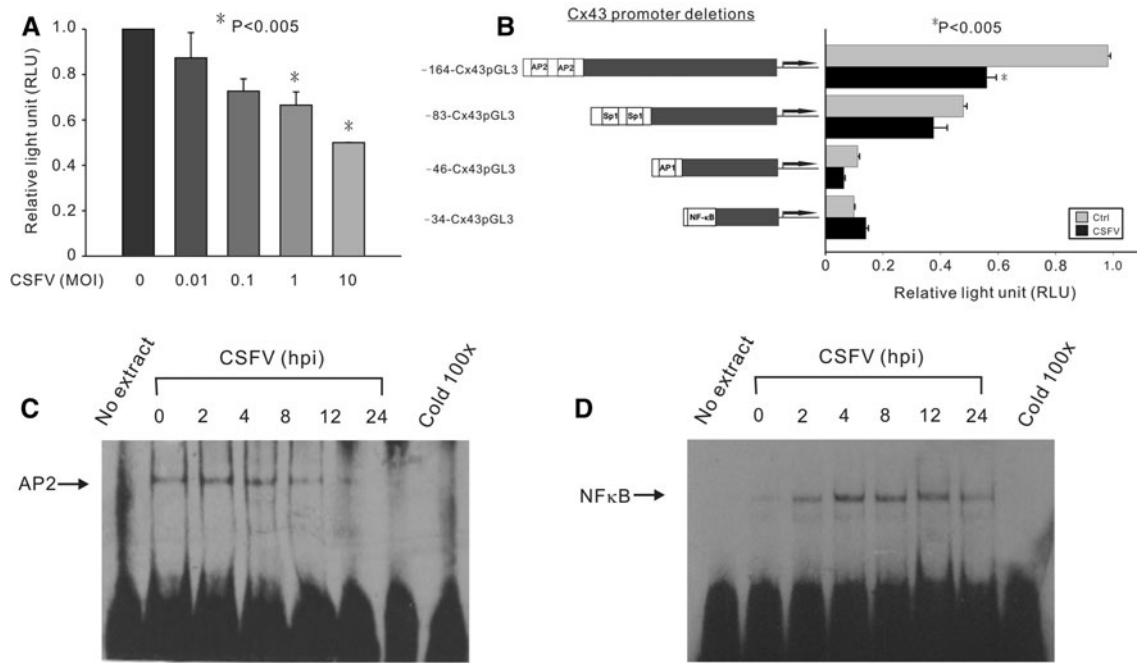 A
* P<0.005
Relative light unit (RLU)
1.0
0.8
0.6
0.4
0.2
0
*
*
CSFV (MOI) 0 0.01 0.1 1 10
B
Cx43 promoter deletions
*P<0.005
-164-Cx43pGL3
AP2 AP2
*
-83-Cx43pGL3
Sp1 Sp1
-46-Cx43pGL3
AP1
-34-Cx43pGL3
NF-κB
Ctrl
CSFV
0 0.2 0.4 0.6 0.8 1.0
Relative light unit (RLU)
C
No extract
CSFV (hpi)
0 2 4 8 12 24
Cold 100x
AP2
D
No extract
CSFV (hpi)
0 2 4 8 12 24
Cold 100x
NFκB